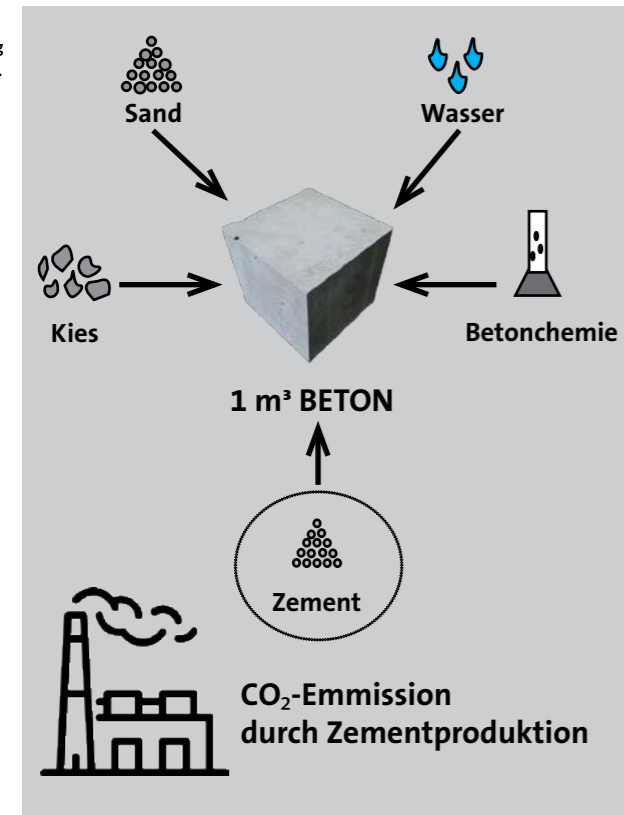 Sand
Wasser
Kies
Betonchemie
1 m³ BETON
Zement
CO₂-Emmission
durch Zementproduktion